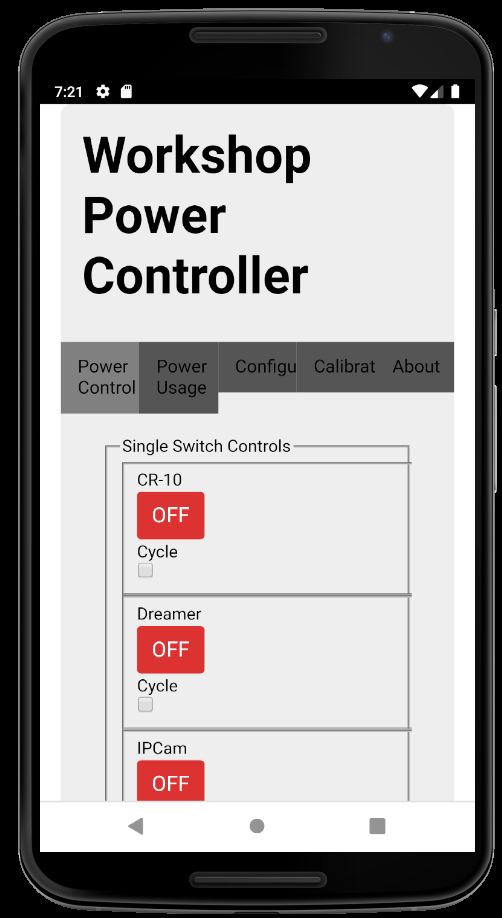 7:21
Workshop
Power
Controller
Power Power Configu Calibrat About
Control Usage
Single Switch Controls
CR-10
OFF
Cycle
Dreamer
OFF
Cycle
IPCam
OFF